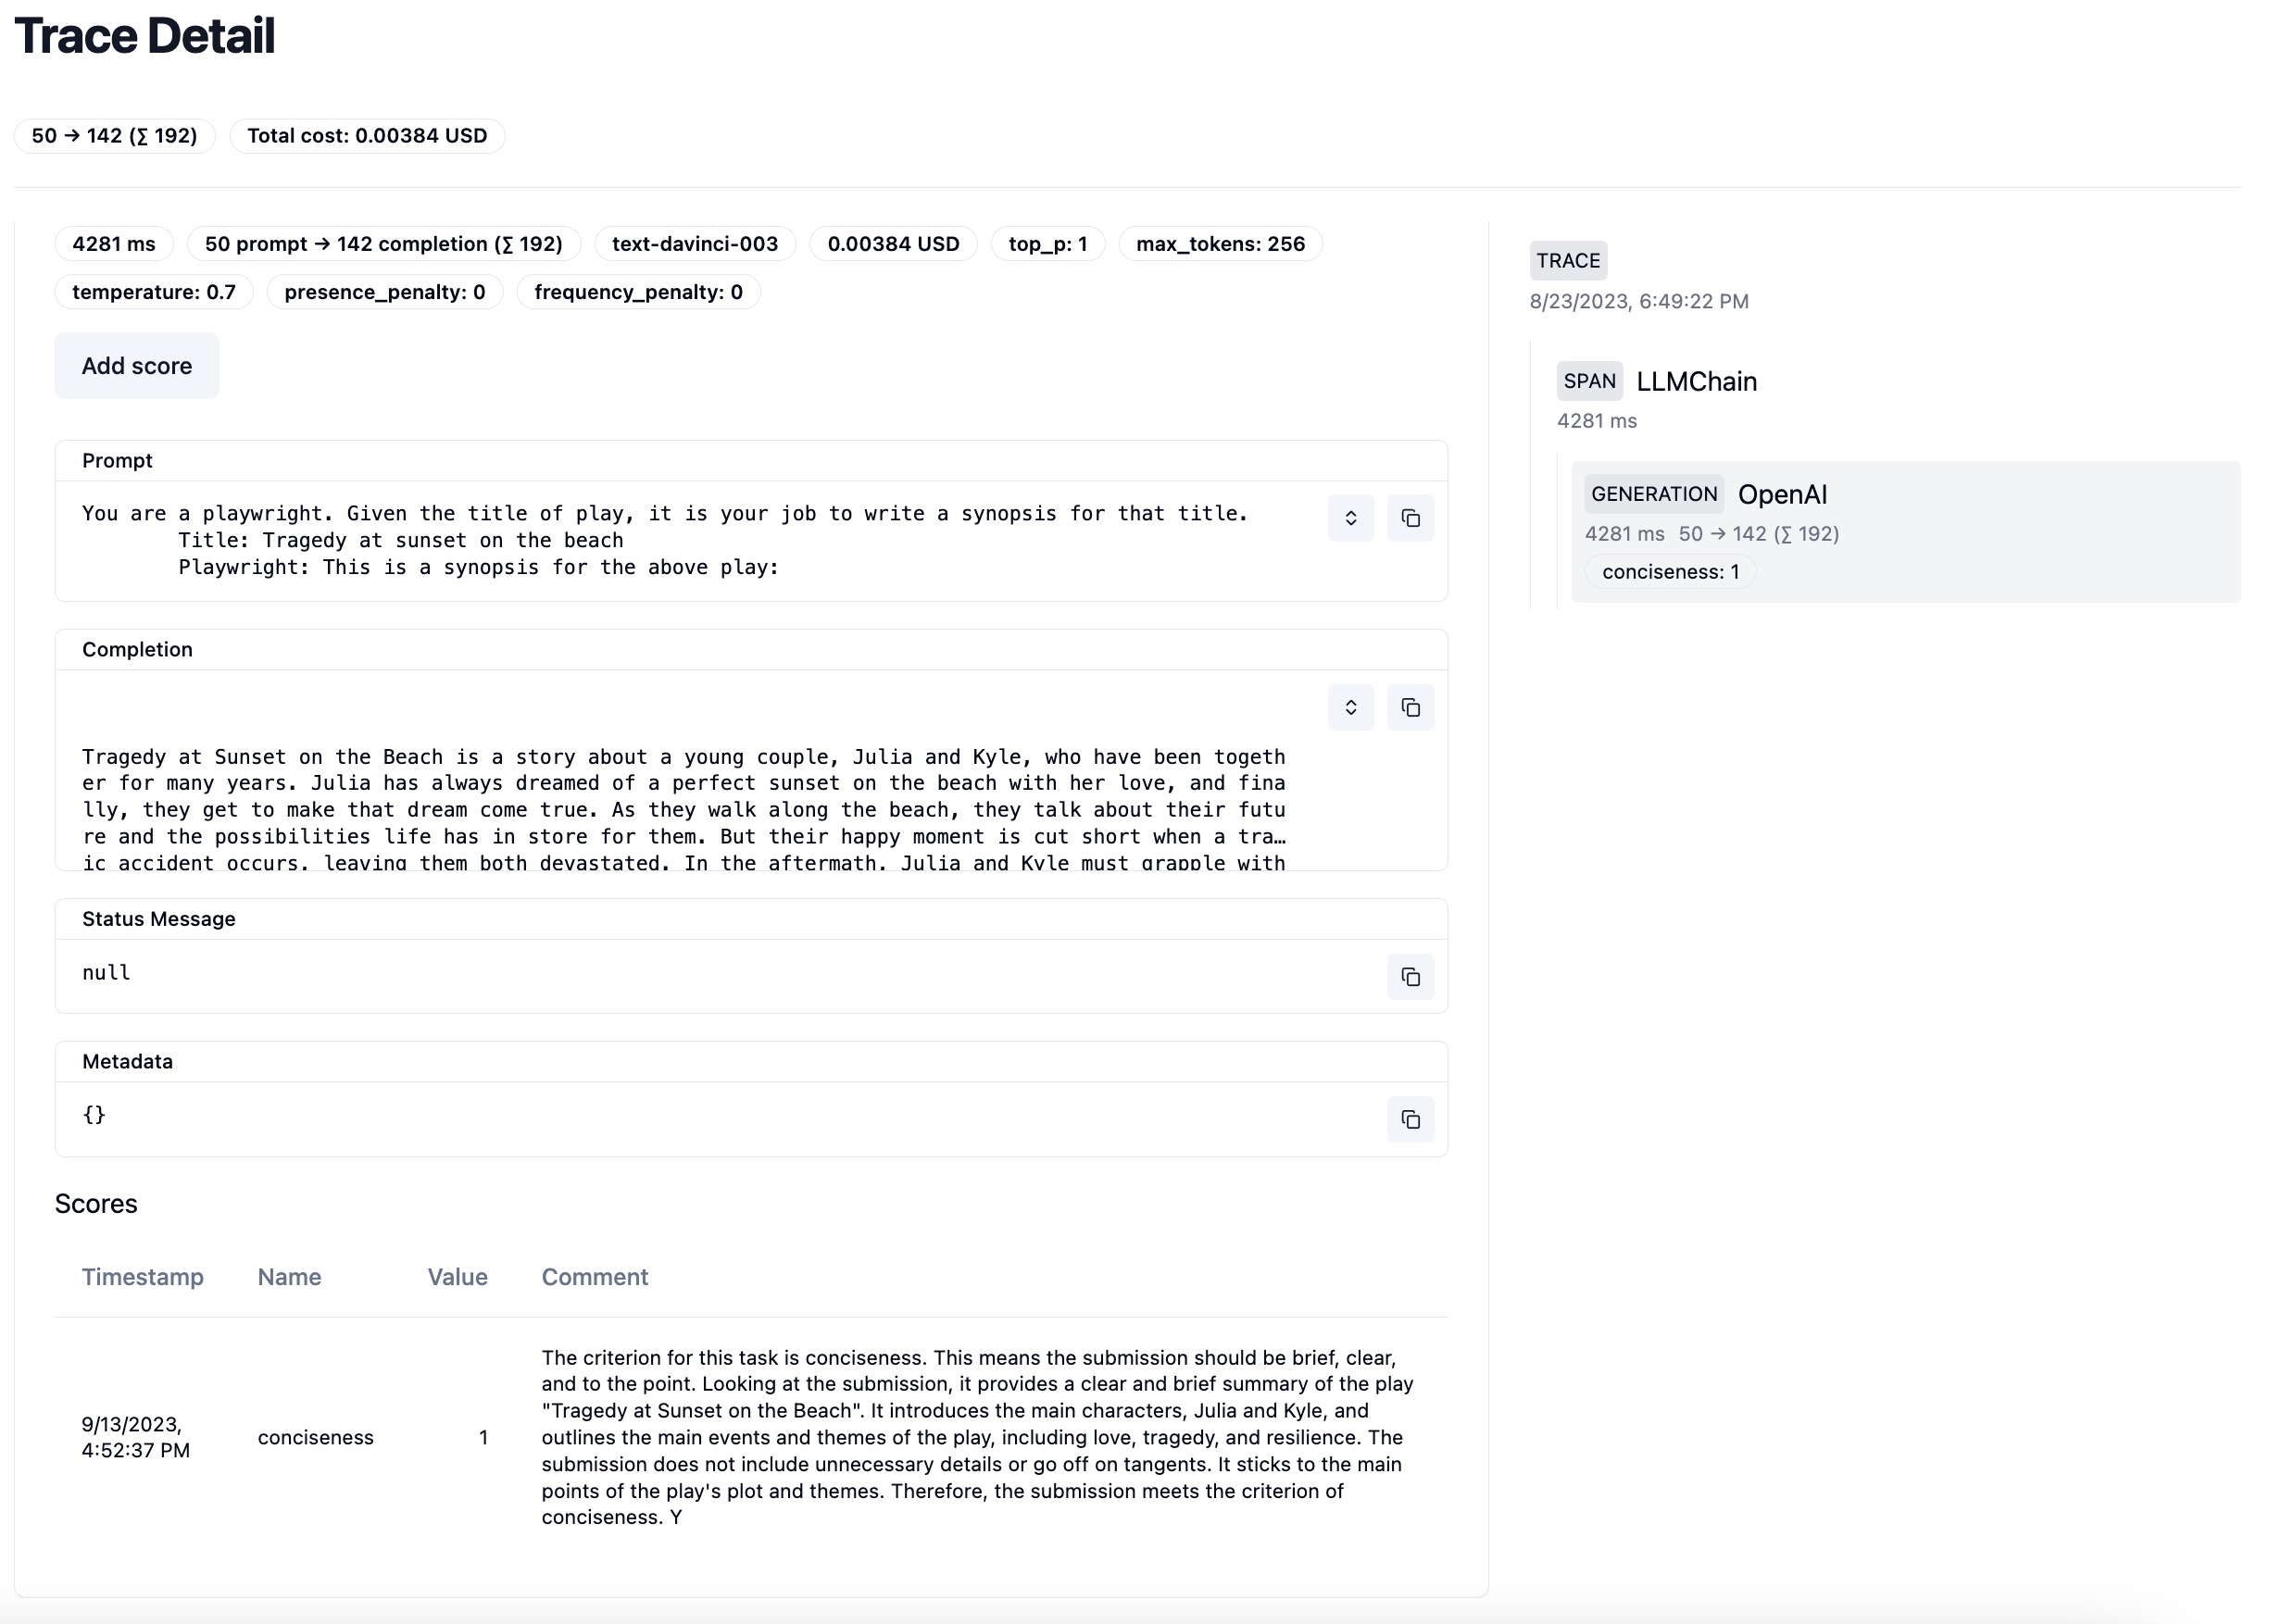 Trace Detail
50 → 142 (∑ 192) Total cost: 0.00384 USD
4281 ms 50 prompt → 142 completion (∑ 192) text-davinci-003 0.00384 USD top_p: 1 max_tokens: 256
temperature: 0.7 presence_penalty: 0 frequency_penalty: 0
Add score
Prompt
You are a playwright. Given the title of play, it is your job to write a synopsis for that title.
Title: Tragedy at sunset on the beach
Playwright: This is a synopsis for the above play:
Completion
Tragedy at Sunset on the Beach is a story about a young couple, Julia and Kyle, who have been togeth
er for many years. Julia has always dreamed of a perfect sunset on the beach with her love, and fina
lly, they get to make that dream come true. As they walk along the beach, they talk about their futu
re and the possibilities life has in store for them. But their happy moment is cut short when a tra…
ic accident occurs, leaving them both devastated. In the aftermath, Julia and Kyle must grapple with
Status Message
null
Metadata
{}
Scores
Timestamp Name Value Comment
9/13/2023,
4:52:37 PM
conciseness
1
The criterion for this task is conciseness. This means the submission should be brief, clear,
and to the point. Looking at the submission, it provides a clear and brief summary of the play
"Tragedy at Sunset on the Beach". It introduces the main characters, Julia and Kyle, and
outlines the main events and themes of the play, including love, tragedy, and resilience. The
submission does not include unnecessary details or go off on tangents. It sticks to the main
points of the play's plot and themes. Therefore, the submission meets the criterion of
conciseness. Y
TRACE
8/23/2023, 6:49:22 PM
SPAN LLMChain
4281 ms
GENERATION OpenAI
4281 ms 50 → 142 (∑ 192)
conciseness: 1